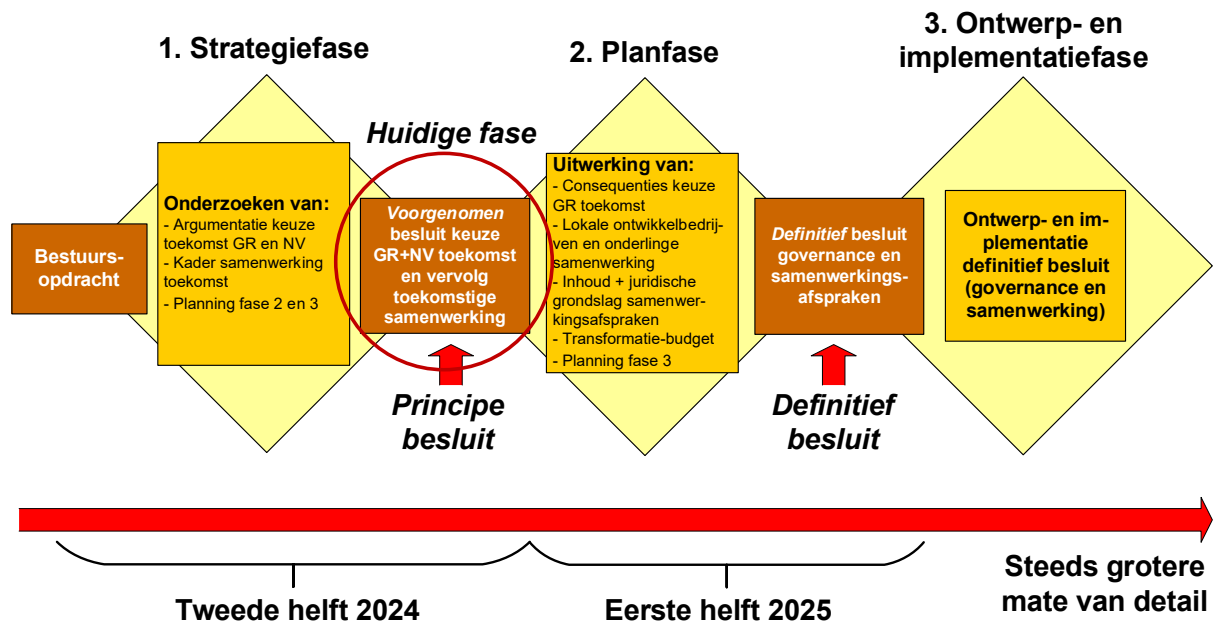 1. Strategiefase
2. Planfase
3. Ontwerp- en
implementatiefase
Huidige fase
Bestuurs-
opdracht
Onderzoeken van:
- Argumentatie keuze
toekomst GR en NV
- Kader samenwerking
toekomst
- Planning fase 2 en 3
Voorgenomen
besluit keuze
GR+NV toekomst
en vervolg
toekomstige
samenwerking
Uitwerking van:
- Consequenties keuze
GR toekomst
- Lokale ontwikkelbedrij-
ven en onderlinge
samenwerking
- Inhoud + juridische
grondslag samenwer-
kingsafspraken
- Transformatie-budget
- Planning fase 3
Definitief besluit
governance en
samenwerkings-
afspraken
Ontwerp- en im-
plementatie
definitief besluit
(governance en
samenwerking)
Principe
besluit
Definitief
besluit
Tweede helft 2024
Eerste helft 2025
Steeds grotere
mate van detail